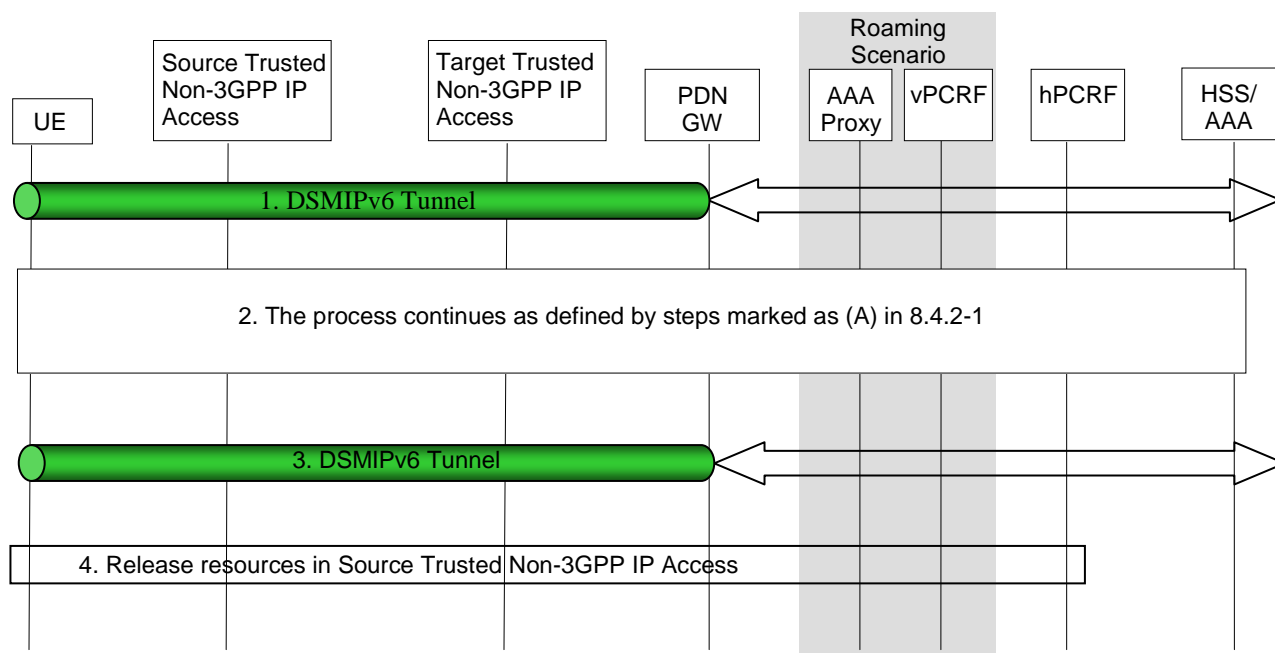 Roaming
Scenario
Source Trusted
Non-3GPP IP
Access
Target Trusted
Non-3GPP IP
Access
UE
PDN
GW
AAA
Proxy
vPCRF
hPCRF
HSS/
AAA
1. DSMIPv6 Tunnel
2. The process continues as defined by steps marked as (A) in 8.4.2-1
3. DSMIPv6 Tunnel
4. Release resources in Source Trusted Non-3GPP IP Access